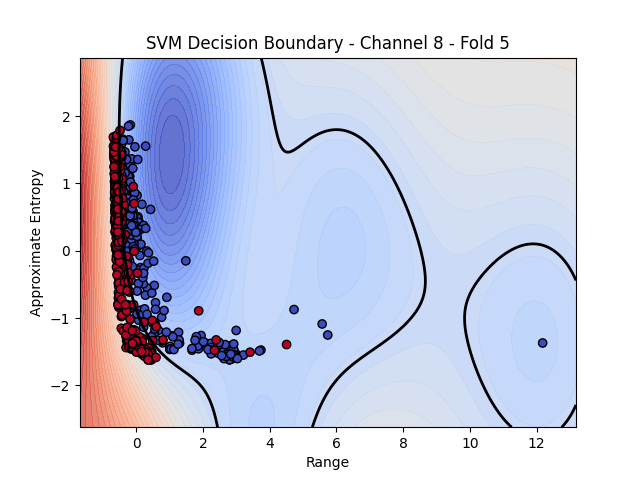 SVM Decision Boundary - Channel 8 - Fold 5
Approximate Entropy
2
1
0
−1
−2
0 2 4 6 8 10 12
Range